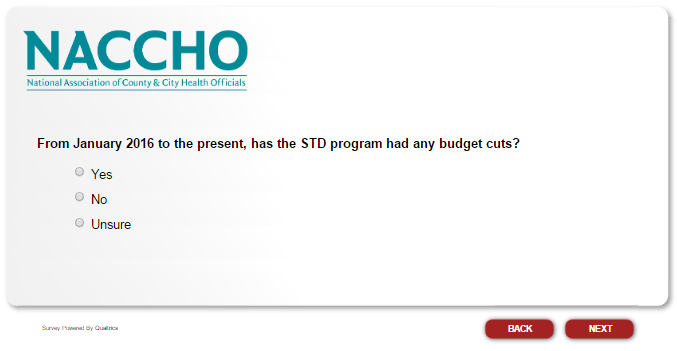 NACCHO
National Association of County & City Health Officials
From January 2016 to the present, has the STD program had any budget cuts?
Yes
No
Unsure
Survey Powered By Qualtrics
BACK
NEXT